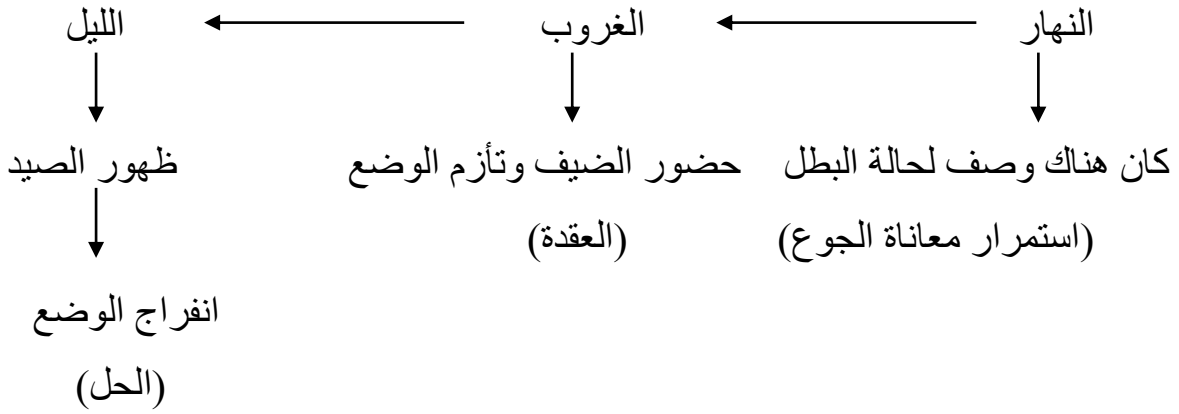 النهار الغروب الليل
كان هناك وصف لحالة البطل حضور الضيف وتأزم الوضع ظهور الصيد
(استمرار معاناة الجوع) (العقدة)
انفراج الوضع
(الحل)